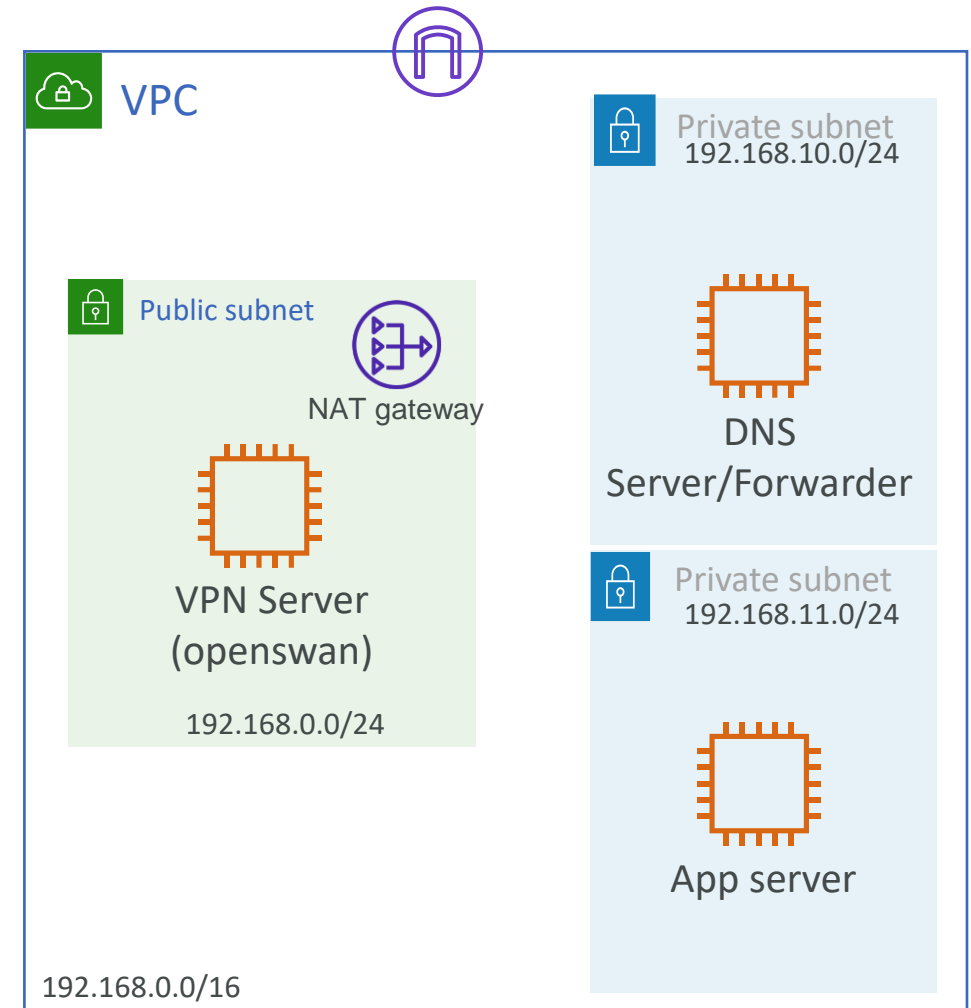 VPC
Private subnet
192.168.10.0/24
Public subnet
NAT gateway
DNS
Server/Forwarder
VPN Server
(openswan)
192.168.0.0/24
Private subnet
192.168.11.0/24
App server
192.168.0.0/16